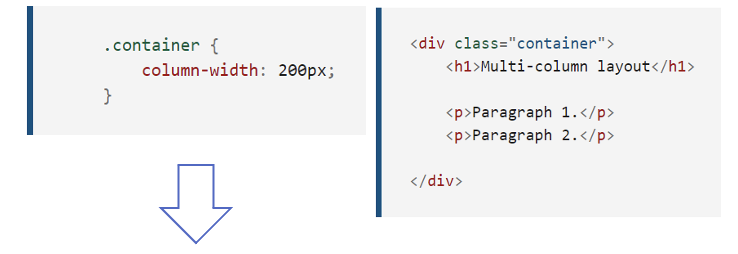 .container {
    column-width: 200px;
}
<div class="container">
    <h1>Multi-column layout</h1>
    <p>Paragraph 1.</p>
    <p>Paragraph 2.</p>
</div>